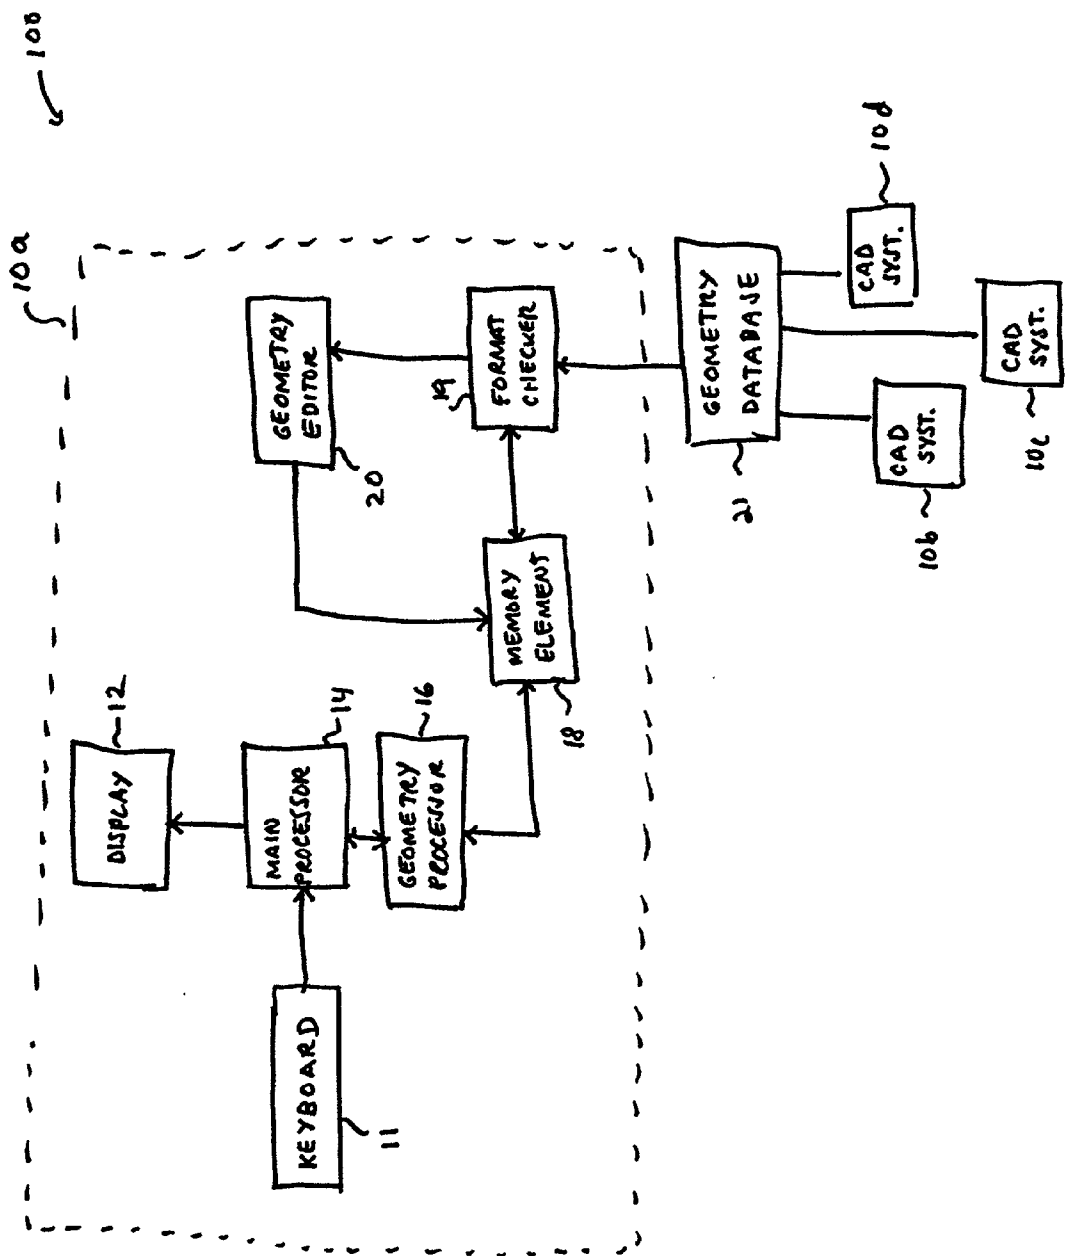 100
10a
DISPLAY
12
KEYBOARD
11
MAIN
PROCESSOR
14
GEOMETRY
PROCESSOR
16
GEOMETRY
EDITOR
20
MEMORY
ELEMENT
18
FORMAT
CHECKER
19
GEOMETRY
DATABASE
21
CAD
SYST.
10b
CAD
SYST.
10c
CAD
SYST.
10d